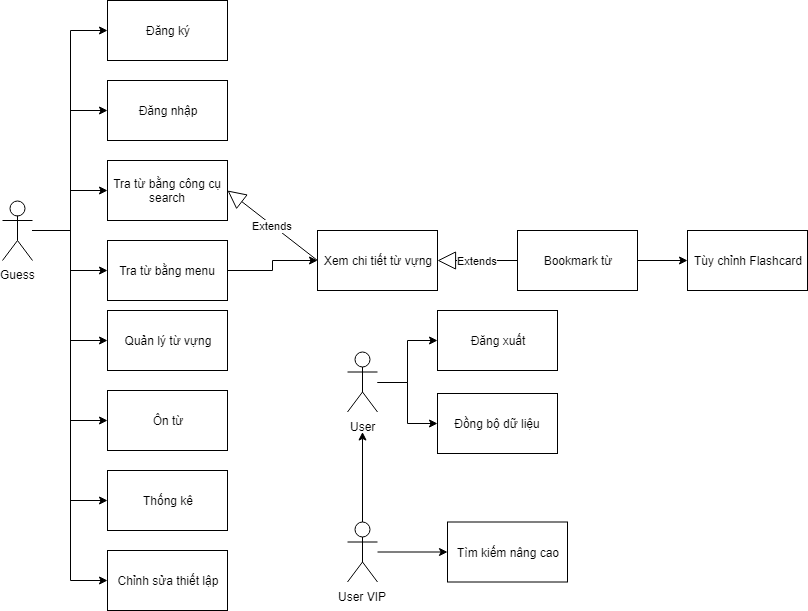 Đăng ký
Đăng nhập
Tra từ bằng công cụ
search
Extends
Guess
Tra từ bằng menu
Xem chi tiết từ vựng
Extends
Bookmark từ
Tùy chỉnh Flashcard
Quản lý từ vựng
Đăng xuất
User
Ôn từ
Đồng bộ dữ liệu
Thống kê
Tìm kiếm nâng cao
Chỉnh sửa thiết lập
User VIP